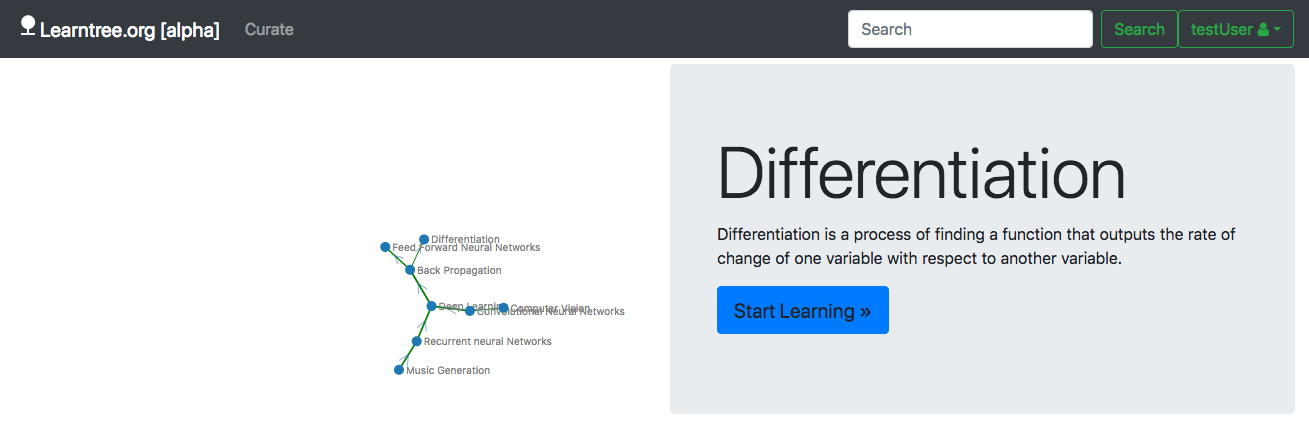 Learntree.org [alpha]
Curate
Search
Search
testUser
Differentiation
Differentiation is a process of finding a function that outputs the rate of
change of one variable with respect to another variable.
Start Learning »
Differentiation
Feed Forward Neural Networks
Back Propagation
Deep Learning
Computer Vision
Convolutional Neural Networks
Recurrent neural Networks
Music Generation